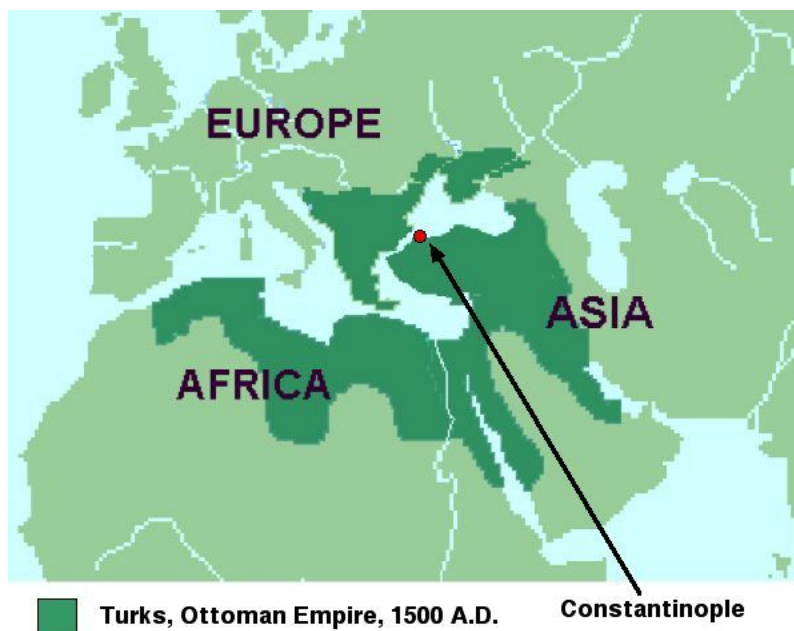 EUROPE
ASIA
AFRICA
Turks, Ottoman Empire, 1500 A.D.
Constantinople